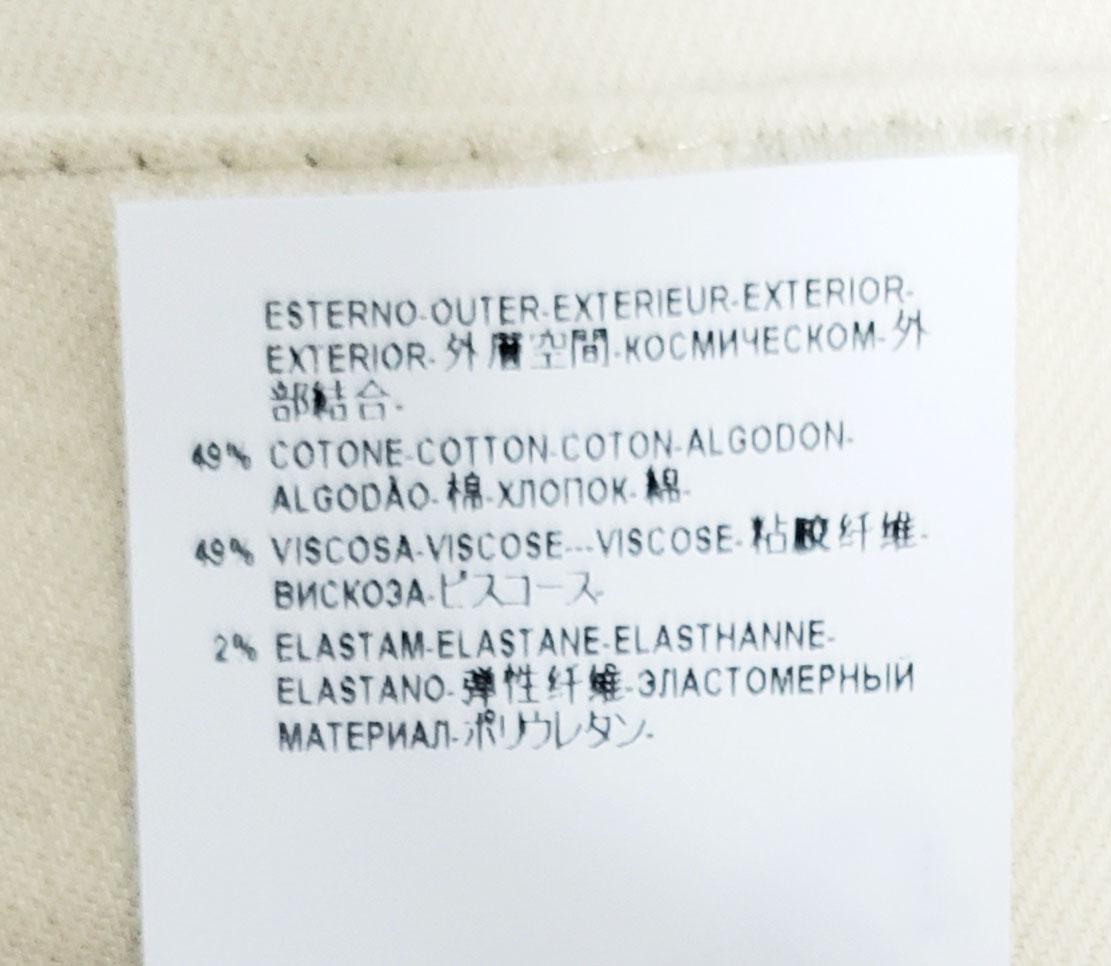 ESTERNO-OUTER-EXTERIEUR-EXTERIOR-
EXTERIOR-外層空間-КОСМИЧЕСКОМ-外
部結合-
49% COTONE-COTTON-COTON-ALGODON-
ALGODÃO-棉-ХЛОПОК-綿-
49% VISCOSA-VISCOSE---VISCOSE-粘胶纤维-
ВИСКОЗА-ビスコース-
2% ELASTAM-ELASTANE-ELASTHANNE-
ELASTANO-弹性纤维-ЭЛАСТОМЕРНЫЙ
МАТЕРИАЛ-ポリウレタン-